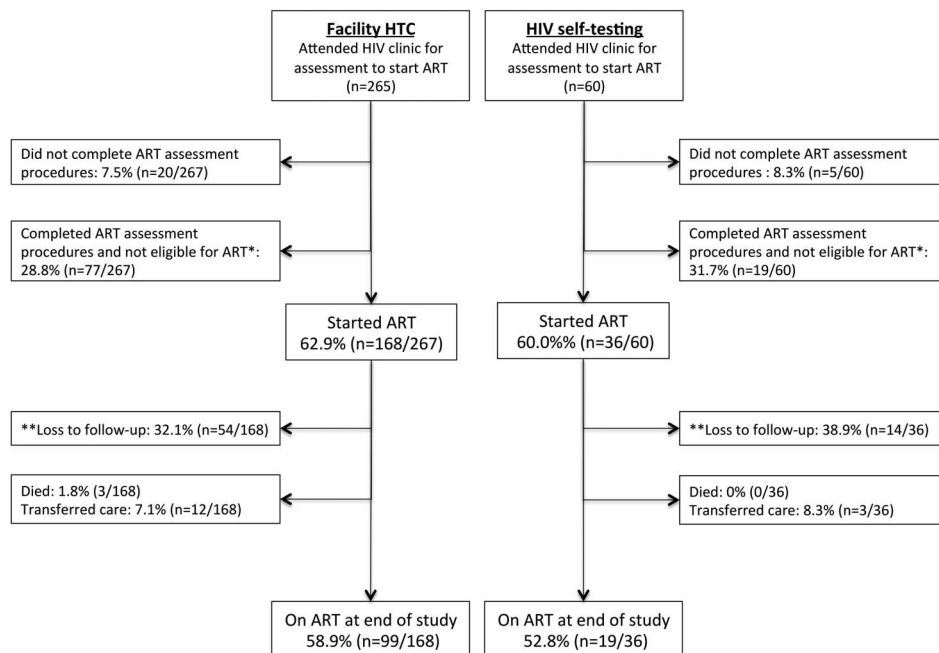 Facility HTC
Attended HIV clinic for
assessment to start ART
(n=265)
HIV self-testing
Attended HIV clinic for
assessment to start ART
(n=60)
Did not complete ART assessment
procedures: 7.5% (n=20/267)
Did not complete ART assessment
procedures : 8.3% (n=5/60)
Completed ART assessment
procedures and not eligible for ART*:
28.8% (n=77/267)
Completed ART assessment
procedures and not eligible for ART*:
31.7% (n=19/60)
Started ART
62.9% (n=168/267)
Started ART
60.0%% (n=36/60)
**Loss to follow-up: 32.1% (n=54/168)
**Loss to follow-up: 38.9% (n=14/36)
Died: 1.8% (3/168)
Transferred care: 7.1% (n=12/168)
Died: 0% (0/36)
Transferred care: 8.3% (n=3/36)
On ART at end of study
58.9% (n=99/168)
On ART at end of study
52.8% (n=19/36)